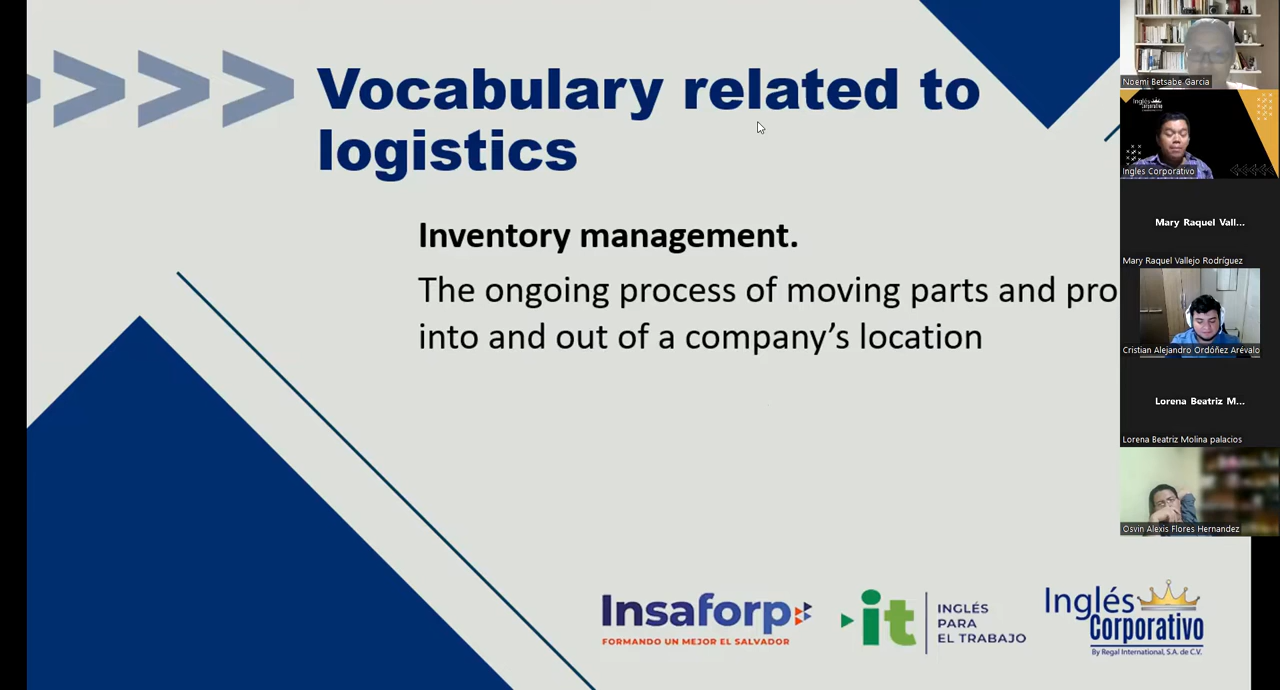 Vocabulary related to
logistics
Inventory management.
The ongoing process of moving parts and pro
into and out of a company’s location
Insaforp
FORMANDO UN MEJOR EL SALVADOR
it
INGLÉS
PARA
EL TRABAJO
Inglés
Corporativo
By Regal International, S.A. de C.V.
Noemi Betsabe Garcia
Inglés
Corporativo
Ingles Corporativo
Mary Raquel Vall...
Mary Raquel Vallejo Rodríguez
Cristian Alejandro Ordóñez Arévalo
Lorena Beatriz M...
Lorena Beatriz Molina palacios
Osvin Alexis Flores Hernandez